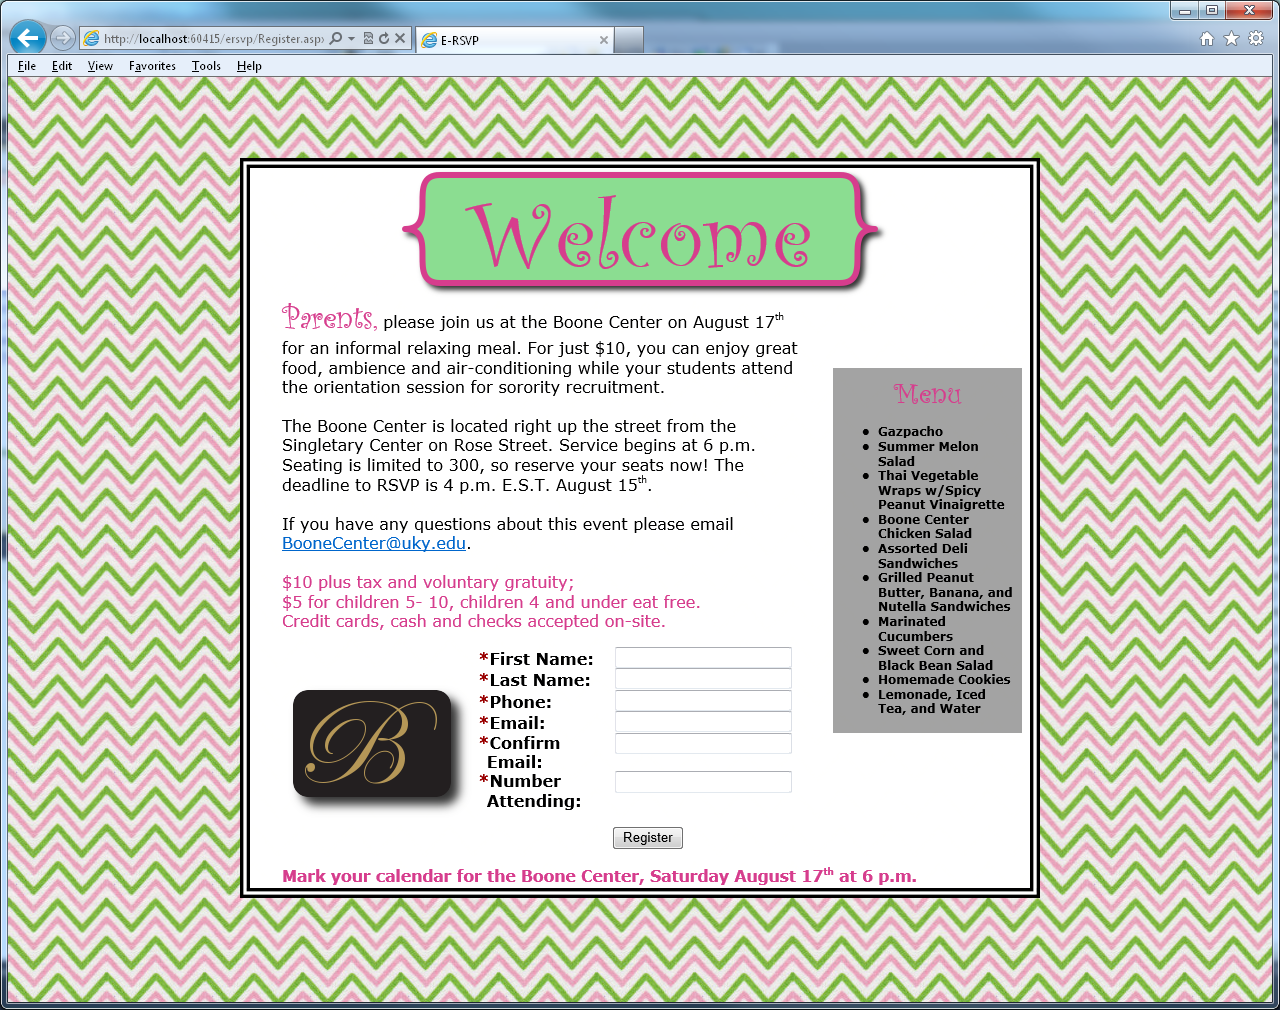 http://localhost:60415/ersvp/Register.asp
E-RSVP
File Edit View Favorites Tools Help
Welcome
Parents, please join us at the Boone Center on August 17th
for an informal relaxing meal. For just $10, you can enjoy great
food, ambience and air-conditioning while your students attend
the orientation session for sorority recruitment.
The Boone Center is located right up the street from the
Singletary Center on Rose Street. Service begins at 6 p.m.
Seating is limited to 300, so reserve your seats now! The
deadline to RSVP is 4 p.m. E.S.T. August 15th.
If you have any questions about this event please email
BooneCenter@uky.edu.
$10 plus tax and voluntary gratuity;
$5 for children 5- 10, children 4 and under eat free.
Credit cards, cash and checks accepted on-site.
Menu
• Gazpacho
• Summer Melon
Salad
• Thai Vegetable
Wraps w/Spicy
Peanut Vinaigrette
• Boone Center
Chicken Salad
• Assorted Deli
Sandwiches
• Grilled Peanut
Butter, Banana, and
Nutella Sandwiches
• Marinated
Cucumbers
• Sweet Corn and
Black Bean Salad
• Homemade Cookies
• Lemonade, Iced
Tea, and Water
B
*First Name:
*Last Name:
*Phone:
*Email:
*Confirm
Email:
*Number
Attending:
Register
Mark your calendar for the Boone Center, Saturday August 17th at 6 p.m.